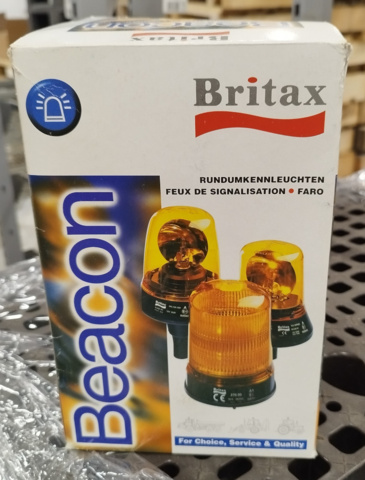 Britax
RUNDUMKENNLEUCHTEN
FEUX DE SIGNALISATION • FARO
Beacon
For Choice, Service & Quality